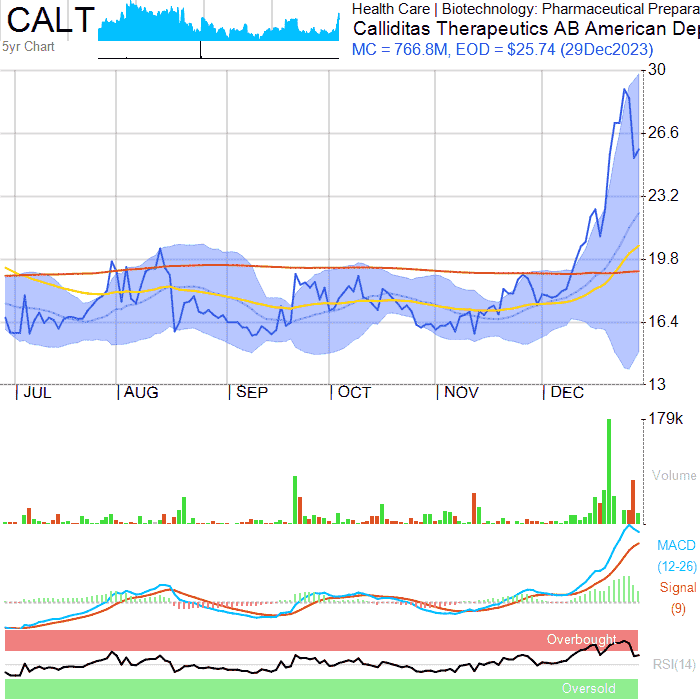 CALT
5yr Chart
Health Care | Biotechnology: Pharmaceutical Prepara
Calliditas Therapeutics AB American Dep
MC = 766.8M, EOD = $25.74 (29Dec2023)
30
26.6
23.2
19.8
16.4
13
JUL AUG SEP OCT NOV DEC
179k
Volume
MACD
(12-26)
Signal
(9)
Overbought
RSI(14)
Oversold